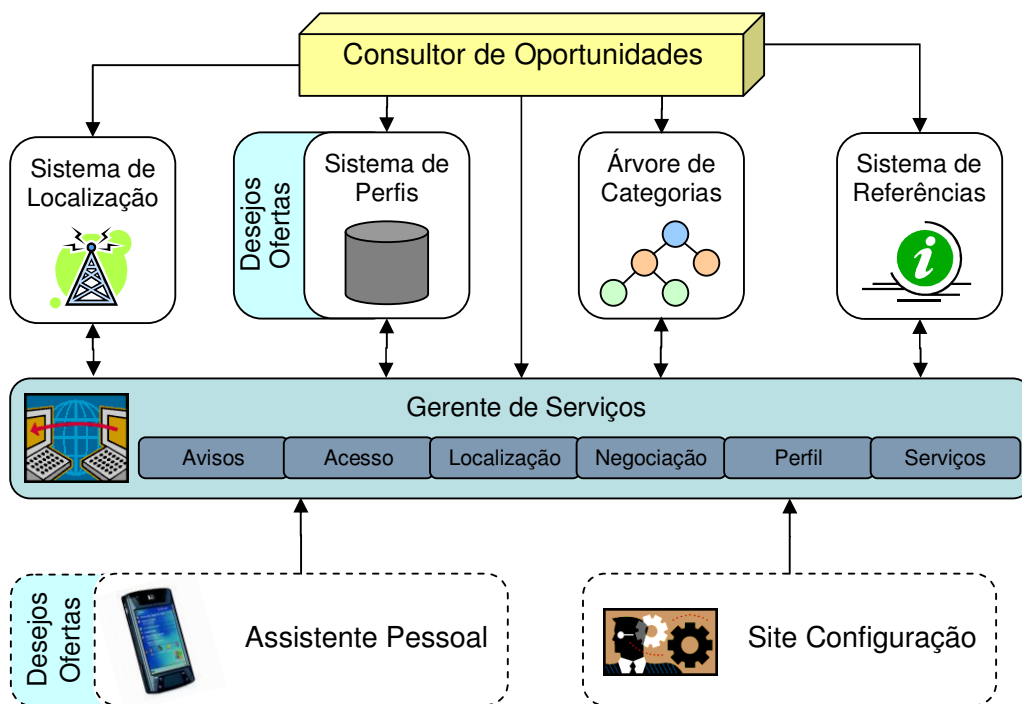 Consultor de Oportunidades
Sistema de
Localização
Desejos
Ofertas
Sistema de
Perfis
Árvore de
Categorias
Sistema de
Referências
i
Gerente de Serviços
Avisos
Acesso
Localização
Negociação
Perfil
Serviços
Desejos
Ofertas
Assistente Pessoal
Site Configuração